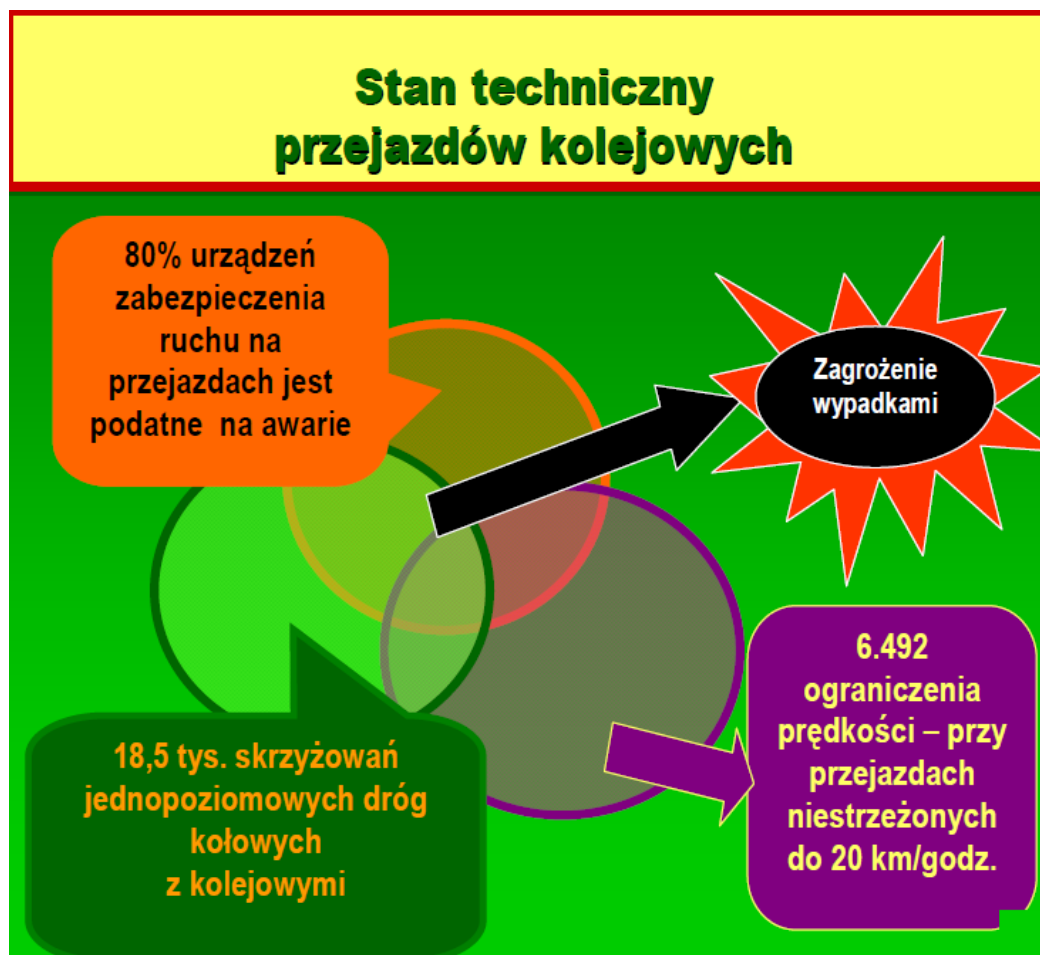 Stan techniczny
przejazdów kolejowych
80% urządzeń
zabezpieczenia
ruchu na
przejazdach jest
podatne na awarie
Zagrożenie
wypadkami
6.492
ograniczenia
prędkości – przy
przejazdach
niestrzeżonych
do 20 km/godz.
18,5 tys. skrzyżowań
jednopoziomowych dróg
kołowych
z kolejowymi